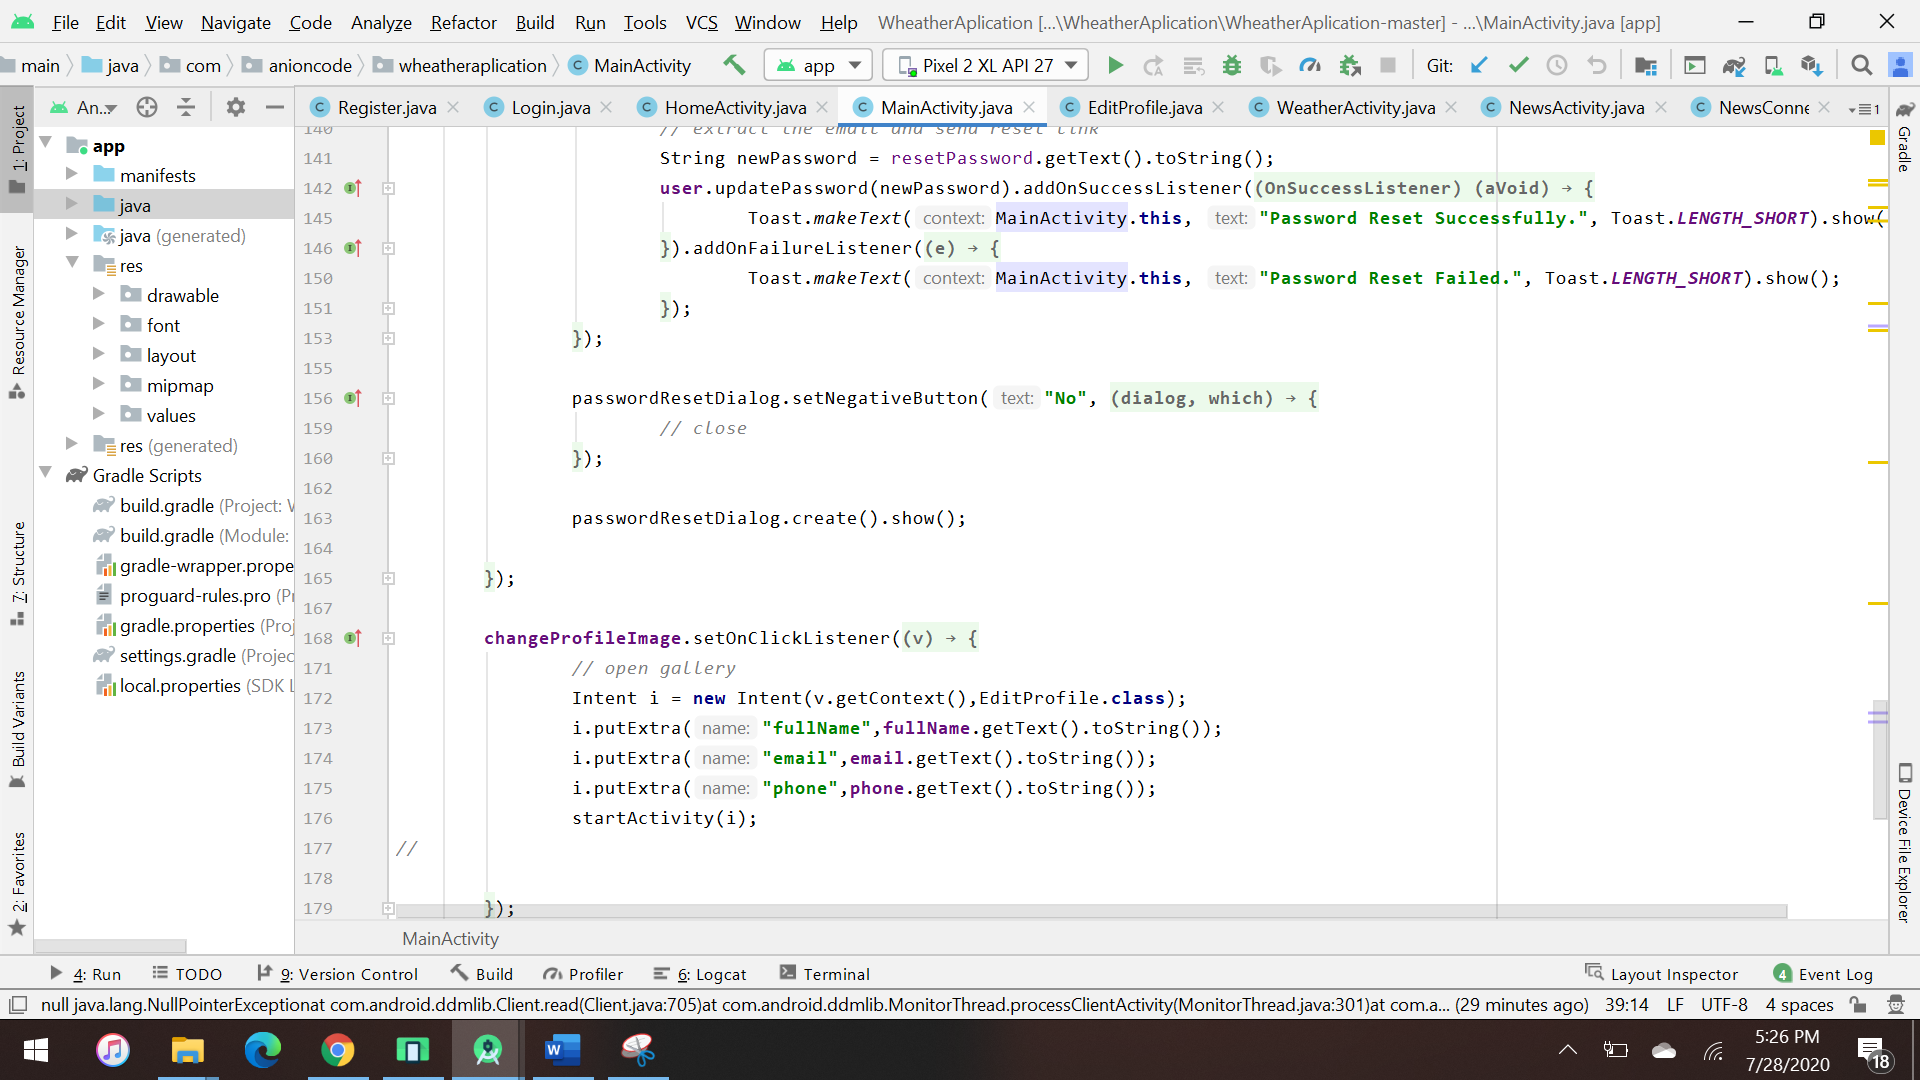 File Edit View Navigate Code Analyze Refactor Build Run Tools VCS Window Help WheatherAplication [...\WheatherAplication\WheatherAplication-master] - ...\MainActivity.java [app]
main java com anioncode wheatheraplication MainActivity app Pixel 2 XL API 27 Git:
An... Register.java Login.java HomeActivity.java MainActivity.java EditProfile.java WeatherActivity.java NewsActivity.java NewsConne 1
1: Project
Resource Manager
7: Structure
Build Variants
2: Favorites
app
manifests
java
java (generated)
res
drawable
font
layout
mipmap
values
res (generated)
Gradle Scripts
build.gradle (Project: W
build.gradle (Module:
gradle-wrapper.prope
proguard-rules.pro (Pr
gradle.properties (Proj
settings.gradle (Projec
local.properties (SDK L
140 // extract the email and send reset link
141 String newPassword = resetPassword.getText().toString();
142 user.updatePassword(newPassword).addOnSuccessListener((OnSuccessListener) (aVoid) → {
145 Toast.makeText( context: MainActivity.this, text: "Password Reset Successfully.", Toast.LENGTH_SHORT).show(
146 }).addOnFailureListener((e) → {
150 Toast.makeText( context: MainActivity.this, text: "Password Reset Failed.", Toast.LENGTH_SHORT).show();
151 });
153 });
155
156 passwordResetDialog.setNegativeButton( text: "No", (dialog, which) → {
159 // close
160 });
162
163 passwordResetDialog.create().show();
164
165 });
167
168 changeProfileImage.setOnClickListener((v) → {
171 // open gallery
172 Intent i = new Intent(v.getContext(),EditProfile.class);
173 i.putExtra( name: "fullName",fullName.getText().toString());
174 i.putExtra( name: "email",email.getText().toString());
175 i.putExtra( name: "phone",phone.getText().toString());
176 startActivity(i);
177 //
178
179 });
MainActivity
Gradle
Device File Explorer
4: Run TODO 9: Version Control Build Profiler 6: Logcat Terminal Layout Inspector 4 Event Log
null java.lang.NullPointerExceptionat com.android.ddmlib.Client.read(Client.java:705)at com.android.ddmlib.MonitorThread.processClientActivity(MonitorThread.java:301)at com.a... (29 minutes ago) 39:14 LF UTF-8 4 spaces
5:26 PM
7/28/2020
18